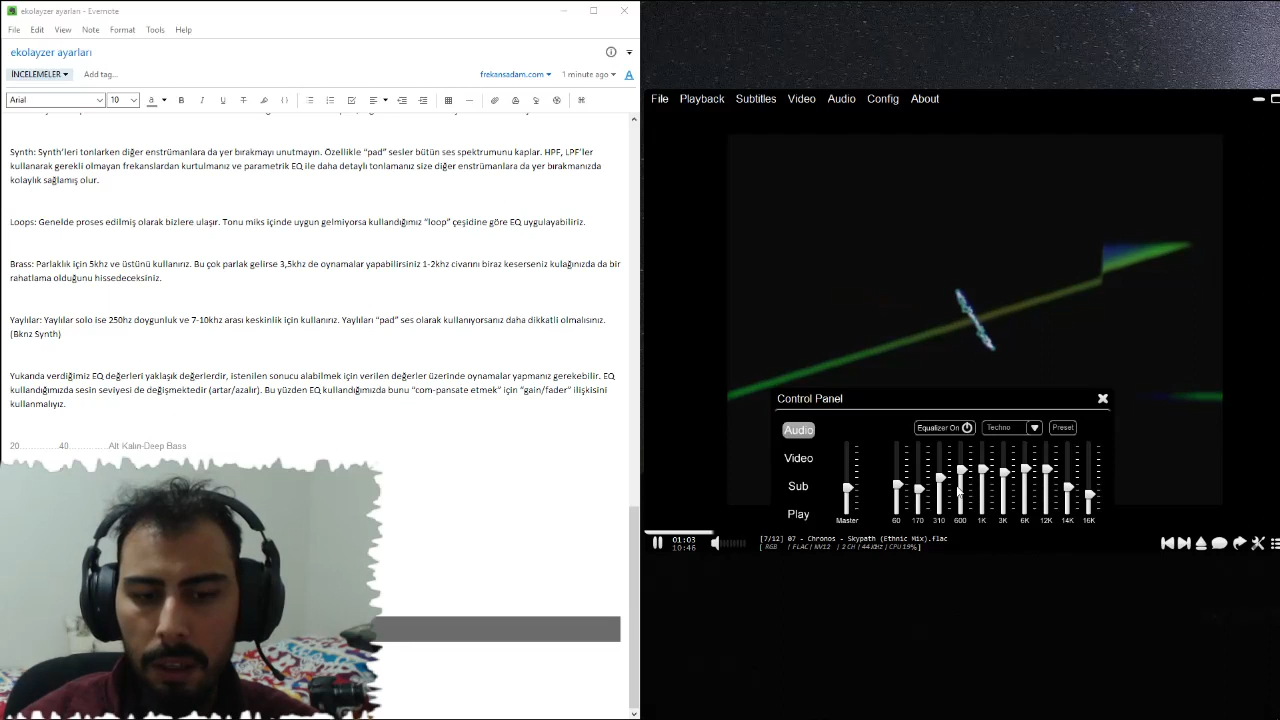 ekolayzer ayarları - Evernote
File Edit View Note Format Tools Help
ekolayzer ayarları
İNCELEMELER Add tag... frekansadam.com 1 minute ago A
Arial 10 a B I U T
Synth: Synth'leri tonlarken diğer enstrümanlara da yer bırakmayı unutmayın. Özellikle "pad" sesler bütün ses spektrumunu kaplar. HPF, LPF'ler
kullanarak gerekli olmayan frekanslardan kurtulmanız ve parametrik EQ ile daha detaylı tonlamanız size diğer enstrümanlara da yer bırakmanızda
kolaylık sağlamış olur.
Loops: Genelde proses edilmiş olarak bizlere ulaşır. Tonu miks içinde uygun gelmiyorsa kullandığımız "loop" çeşidine göre EQ uygulayabiliriz.
Brass: Parlaklık için 5khz ve üstünü kullanırız. Bu çok parlak gelirse 3,5khz de oynamalar yapabilirsiniz 1-2khz civarını biraz keserseniz kulağınızda da bir
rahatlama olduğunu hissedeceksiniz.
Yaylılar: Yaylılar solo ise 250hz doygunluk ve 7-10khz arası keskinlik için kullanırız. Yaylıları "pad" ses olarak kullanıyorsanız daha dikkatli olmalısınız.
(Bknz Synth)
Yukarıda verdiğimiz EQ değerleri yaklaşık değerlerdir, istenilen sonucu alabilmek için verilen değerler üzerinde oynamalar yapmanız gerekebilir. EQ
kullandığımızda sesin seviyesi de değişmektedir (artar/azalır). Bu yüzden EQ kullandığımızda bunu "com-pansate etmek" için "gain/fader" ilişkisini
kullanmalıyız.
20...............40...............Alt Kalın-Deep Bass
File Playback Subtitles Video Audio Config About
Control Panel
Audio Equalizer On Techno Preset
Video
Sub
Play
Master 60 170 310 600 1K 3K 6K 12K 14K 16K
01:03
10:46
[7/12] 07 - Chronos - Skypath (Ethnic Mix).flac
[ RGB | FLAC/NV12 | 2 CH | 44 KHz | CPU 19% ]